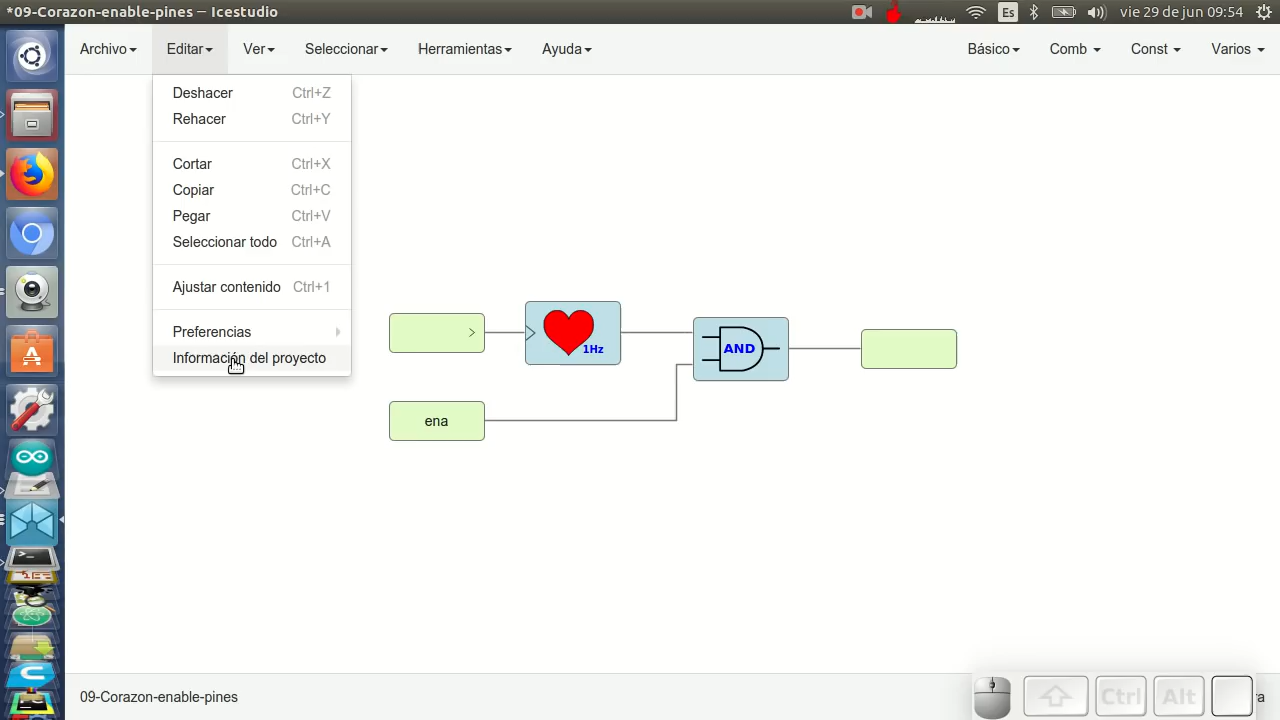 *09-Corazon-enable-pines — Icestudio
Es
vie 29 de jun 09:54
Archivo Editar Ver Seleccionar Herramientas Ayuda Básico Comb Const Varios
Deshacer Ctrl+Z
Rehacer Ctrl+Y
Cortar Ctrl+X
Copiar Ctrl+C
Pegar Ctrl+V
Seleccionar todo Ctrl+A
Ajustar contenido Ctrl+1
Preferencias
Información del proyecto
1Hz
AND
ena
09-Corazon-enable-pines
Ctrl Alt